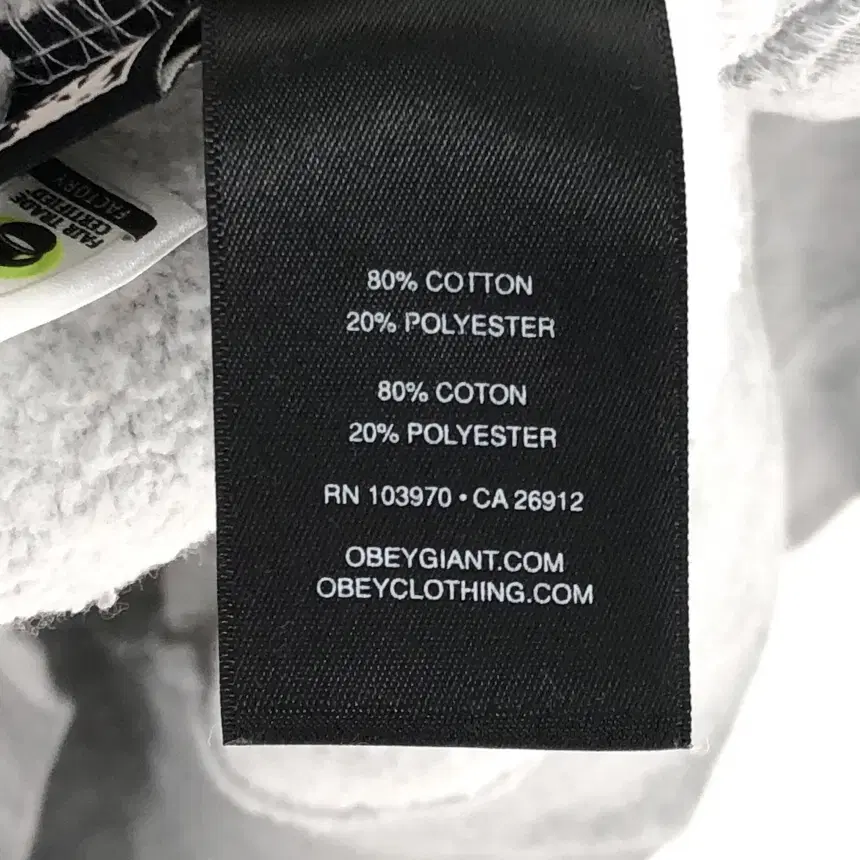 80% COTTON
20% POLYESTER
80% COTON
20% POLYESTER
RN 103970 • CA 26912
OBEYGIANT.COM
OBEYCLOTHING.COM
FAIR TRADE
CERTIFIED
FACTORY